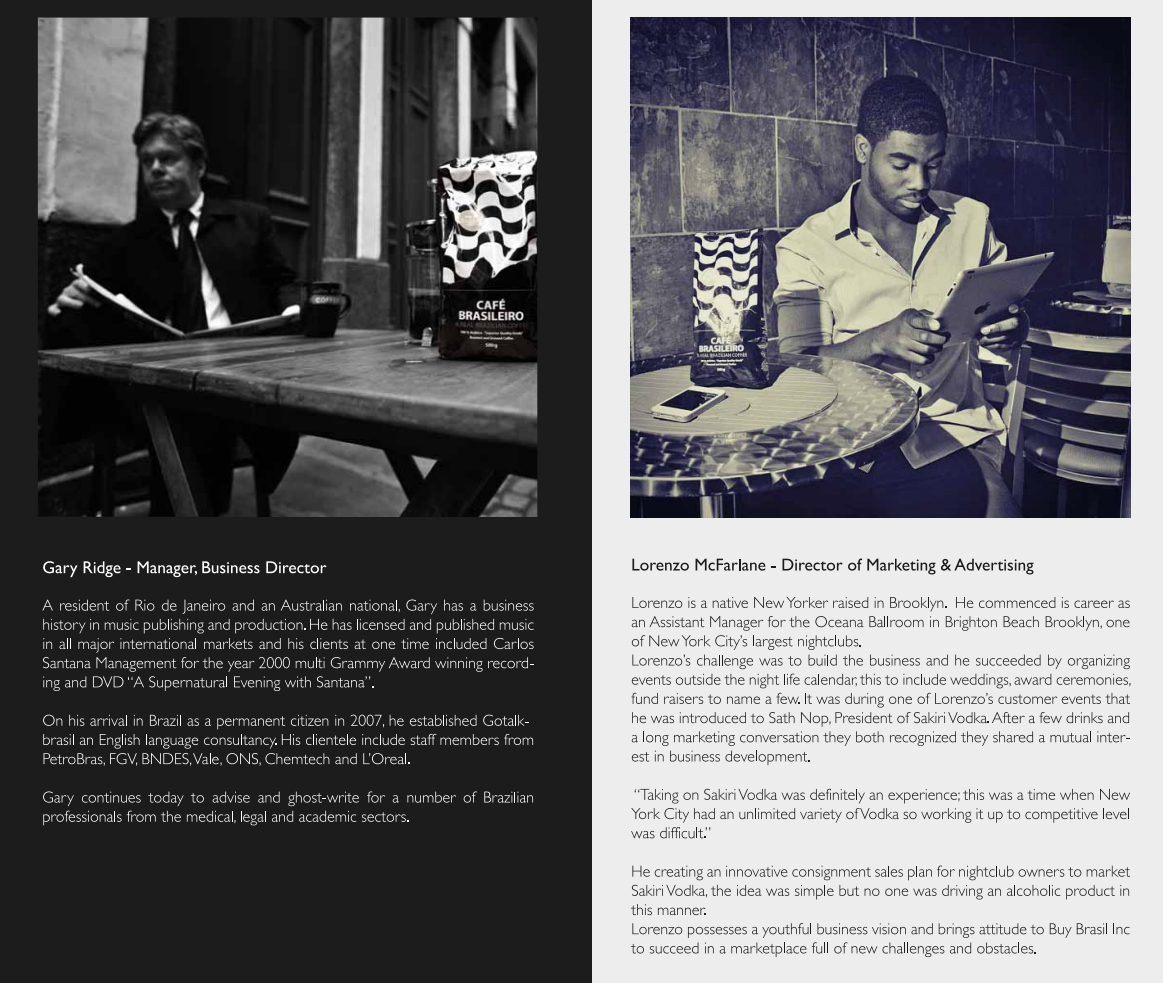 CAFÉ
BRASILEIRO
Gary Ridge - Manager, Business Director
A resident of Rio de Janeiro and an Australian national, Gary has a business
history in music publishing and production. He has licensed and published music
in all major international markets and his clients at one time included Carlos
Santana Management for the year 2000 multi Grammy Award winning record-
ing and DVD “A Supernatural Evening with Santana”.
On his arrival in Brazil as a permanent citizen in 2007, he established Gotalk-
brasil an English language consultancy. His clientele include staff members from
PetroBras, FGV, BNDES, Vale, ONS, Chemtech and L’Oreal.
Gary continues today to advise and ghost-write for a number of Brazilian
professionals from the medical, legal and academic sectors.
CAFÉ
BRASILEIRO
Lorenzo McFarlane - Director of Marketing & Advertising
Lorenzo is a native New Yorker raised in Brooklyn. He commenced is career as
an Assistant Manager for the Oceana Ballroom in Brighton Beach Brooklyn, one
of New York City’s largest nightclubs.
Lorenzo’s challenge was to build the business and he succeeded by organizing
events outside the night life calendar, this to include weddings, award ceremonies,
fund raisers to name a few. It was during one of Lorenzo’s customer events that
he was introduced to Sath Nop, President of Sakiri Vodka. After a few drinks and
a long marketing conversation they both recognized they shared a mutual inter-
est in business development.
“Taking on Sakiri Vodka was definitely an experience; this was a time when New
York City had an unlimited variety of Vodka so working it up to competitive level
was difficult.”
He creating an innovative consignment sales plan for nightclub owners to market
Sakiri Vodka, the idea was simple but no one was driving an alcoholic product in
this manner.
Lorenzo possesses a youthful business vision and brings attitude to Buy Brasil Inc
to succeed in a marketplace full of new challenges and obstacles.